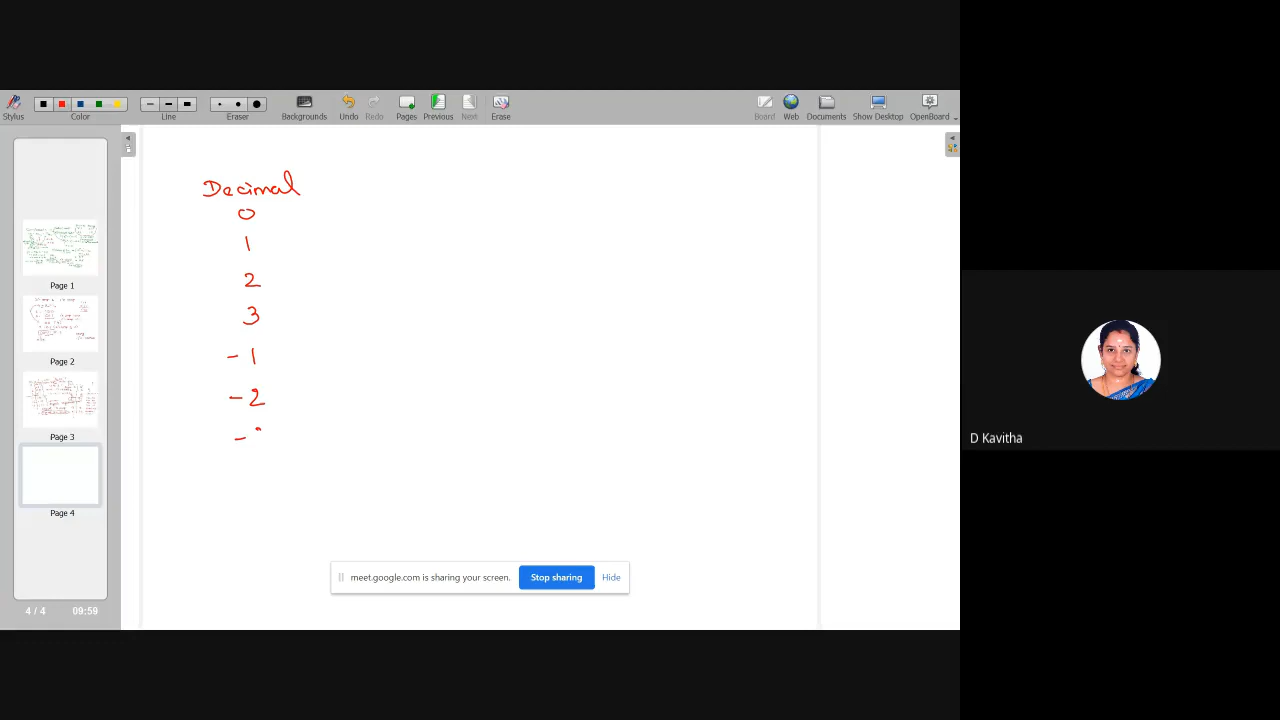 Stylus
Color
Line
Eraser
Backgrounds
Undo
Redo
Pages
Previous
Next
Erase
Board
Web
Documents
Show Desktop
OpenBoard
Decimal
0
1
2
3
-1
-2
-
Page 1
Page 2
Page 3
Page 4
4 / 4 09:59
meet.google.com is sharing your screen. Stop sharing Hide
D Kavitha